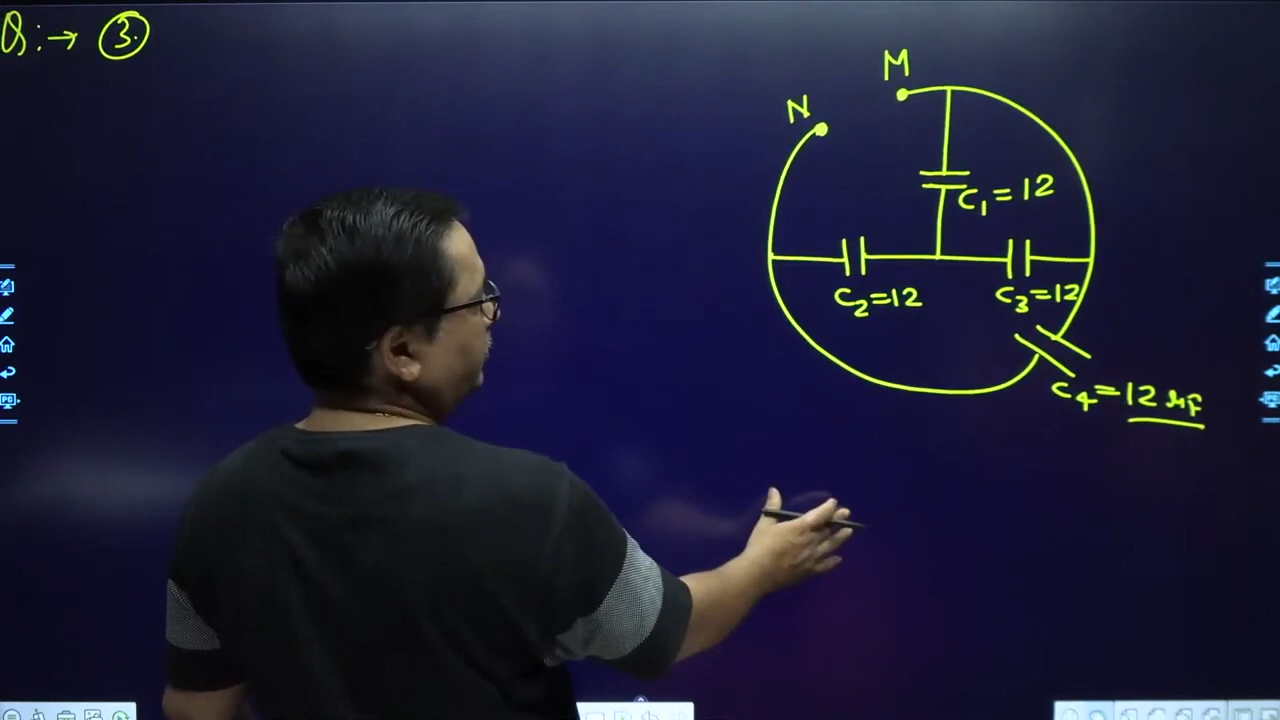 Q:→ 3.
M
N
C₁=12
C₂=12
C₃=12
C₄=12 μF